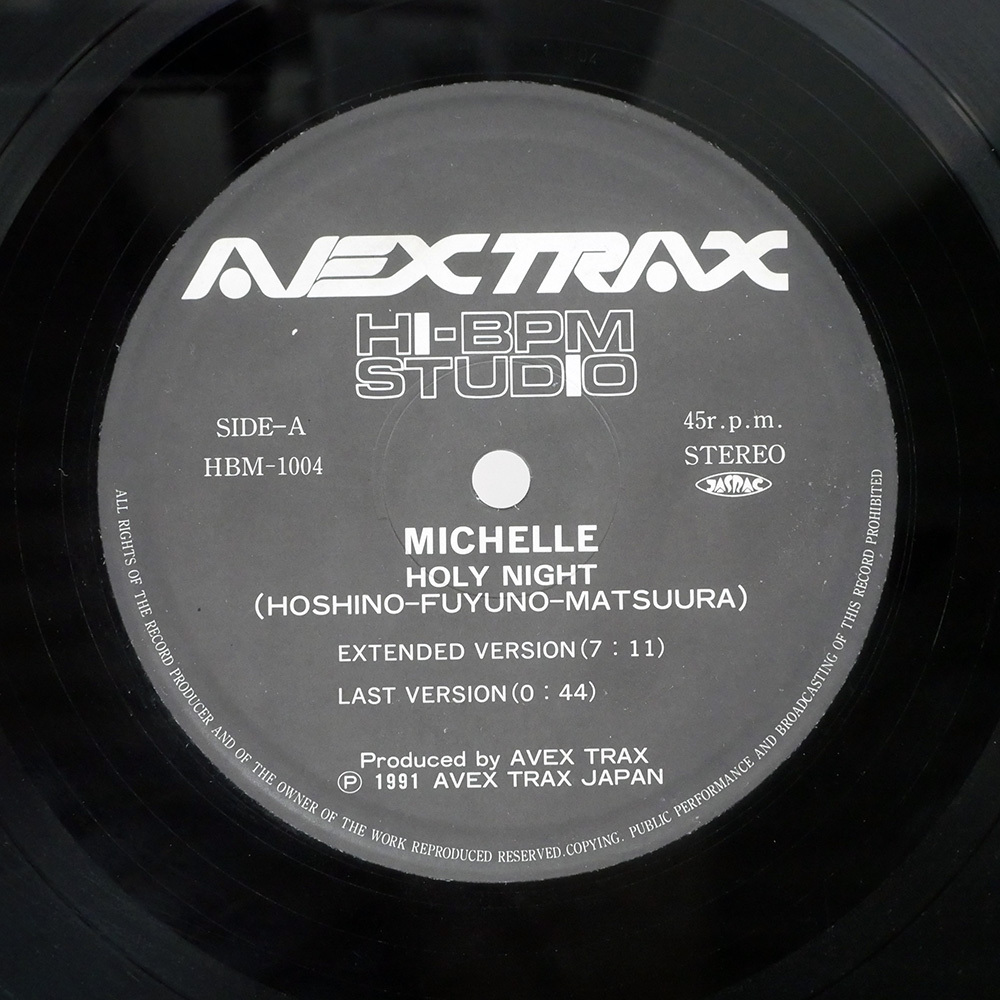 AVEX TRAX
HI-BPM
STUDIO
SIDE-A
HBM-1004
45r.p.m.
STEREO
JASRAC
MICHELLE
HOLY NIGHT
(HOSHINO-FUYUNO-MATSUURA)
EXTENDED VERSION(7:11)
LAST VERSION(0:44)
Produced by AVEX TRAX
Ⓟ 1991 AVEX TRAX JAPAN
ALL RIGHTS OF THE RECORD PRODUCER AND OF THE OWNER OF THE WORK REPRODUCED RESERVED.COPYING. PUBLIC PERFORMANCE AND BROADCASTING OF THIS RECORD PROHIBITED